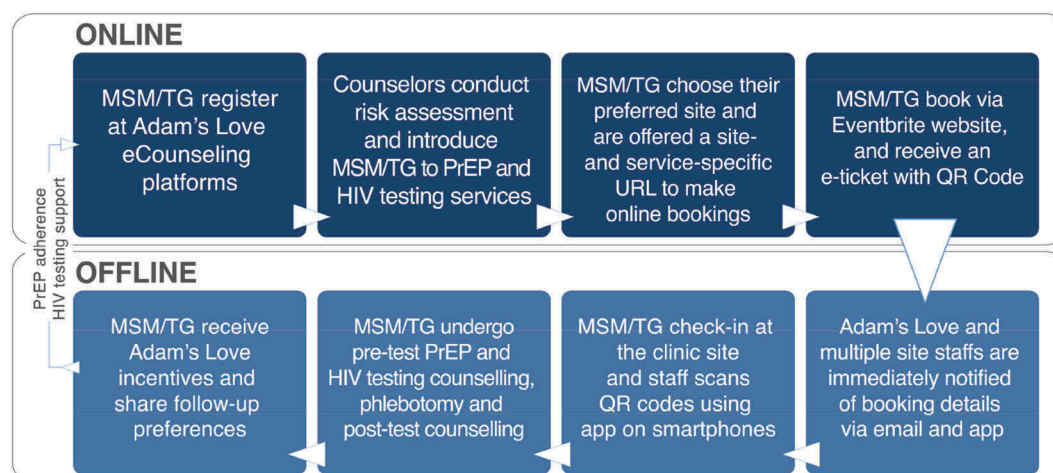 ONLINE
MSM/TG register
at Adam's Love
eCounseling
platforms
Counselors conduct
risk assessment
and introduce
MSM/TG to PrEP and
HIV testing services
MSM/TG choose their
preferred site and
are offered a site-
and service-specific
URL to make
online bookings
MSM/TG book via
Eventbrite website,
and receive an
e-ticket with QR Code
PrEP adherence
HIV testing support
OFFLINE
MSM/TG receive
Adam's Love
incentives and
share follow-up
preferences
MSM/TG undergo
pre-test PrEP and
HIV testing counselling,
phlebotomy and
post-test counselling
MSM/TG check-in at
the clinic site
and staff scans
QR codes using
app on smartphones
Adam's Love and
multiple site staffs are
immediately notified
of booking details
via email and app